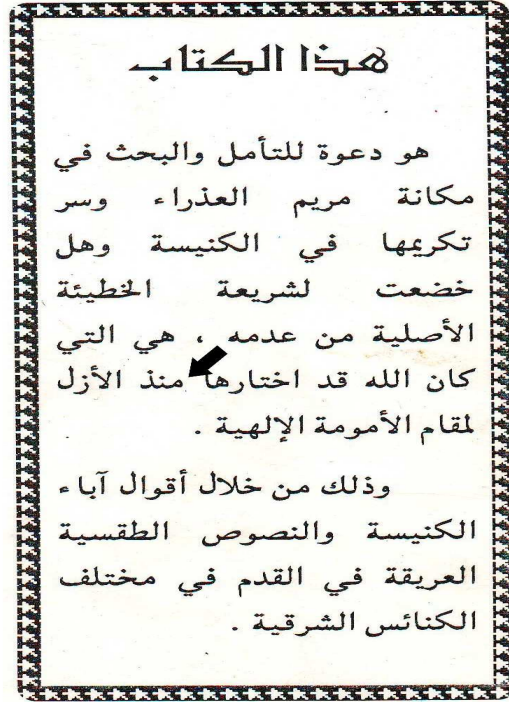 هذا الكتاب
هو دعوة للتأمل والبحث في
مكانة مريم العذراء وسر
تكريمها في الكنيسة وهل
خضعت لشريعة الخطيئة
الأصلية من عدمه ، هي التي
كان الله قد اختارها منذ الأزل
لمقام الأمومة الإلهية .
وذلك من خلال أقوال آباء
الكنيسة والنصوص الطقسية
العريقة في القدم في مختلف
الكنائس الشرقية .